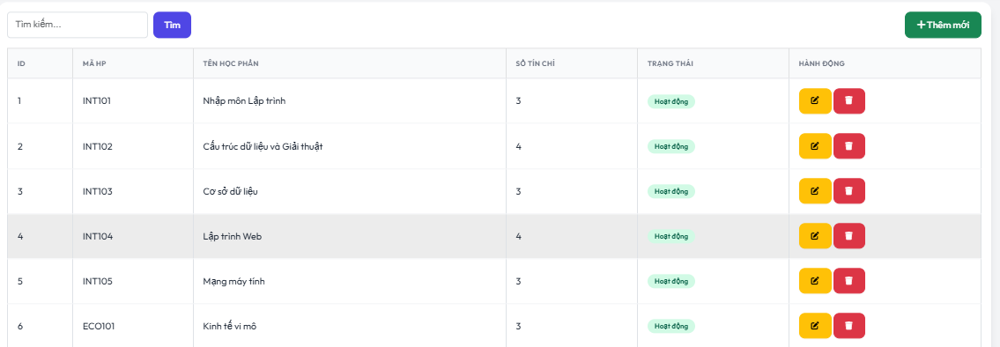 Tìm kiếm... Tìm + Thêm mới
ID MÃ HP TÊN HỌC PHẦN SỐ TÍN CHỈ TRẠNG THÁI HÀNH ĐỘNG
1 INT101 Nhập môn Lập trình 3 Hoạt động
2 INT102 Cấu trúc dữ liệu và Giải thuật 4 Hoạt động
3 INT103 Cơ sở dữ liệu 3 Hoạt động
4 INT104 Lập trình Web 4 Hoạt động
5 INT105 Mạng máy tính 3 Hoạt động
6 ECO101 Kinh tế vi mô 3 Hoạt động